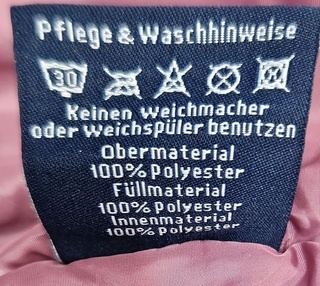 Pflege & Waschhinweise
30
Keinen Weichmacher
oder Weichspüler benutzen
Obermaterial
100% Polyester
Füllmaterial
100% Polyester
Innenmaterial
100% Polyester